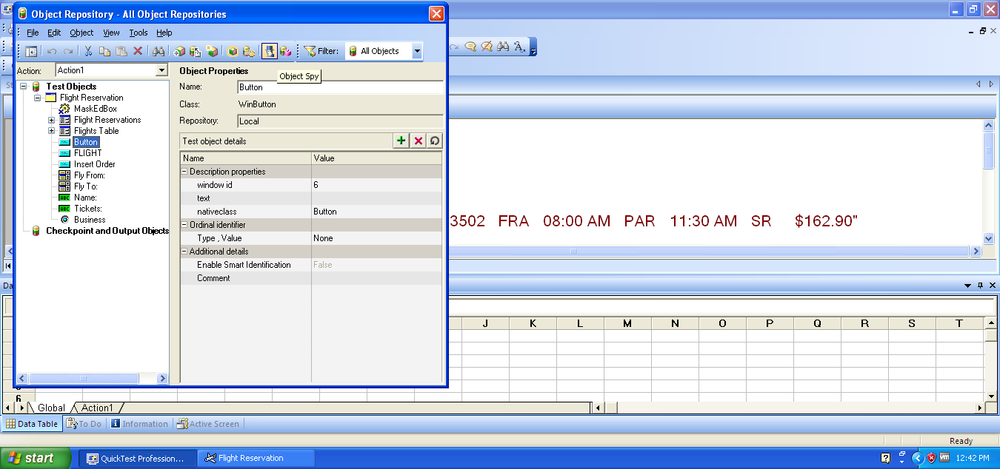 Object Repository - All Object Repositories
File Edit Object View Tools Help
Filter: All Objects
Action: Action1
Object Properties
Object Spy
Name: Button
Class: WinButton
Repository: Local
Test object details
Name Value
Description properties
window id 6
text
nativeclass Button
Ordinal identifier
Type , Value None
Additional details
Enable Smart Identification False
Comment
Test Objects
Flight Reservation
MaskEdBox
Flight Reservations
Flights Table
Button
FLIGHT
Insert Order
Fly From:
Fly To:
Name:
Tickets:
Business
Checkpoint and Output Objects
3502 FRA 08:00 AM PAR 11:30 AM SR $162.90"
J K L M N O P Q R S T
6
Global Action1
Data Table To Do Information Active Screen
Ready
start QuickTest Profession... Flight Reservation 12:42 PM